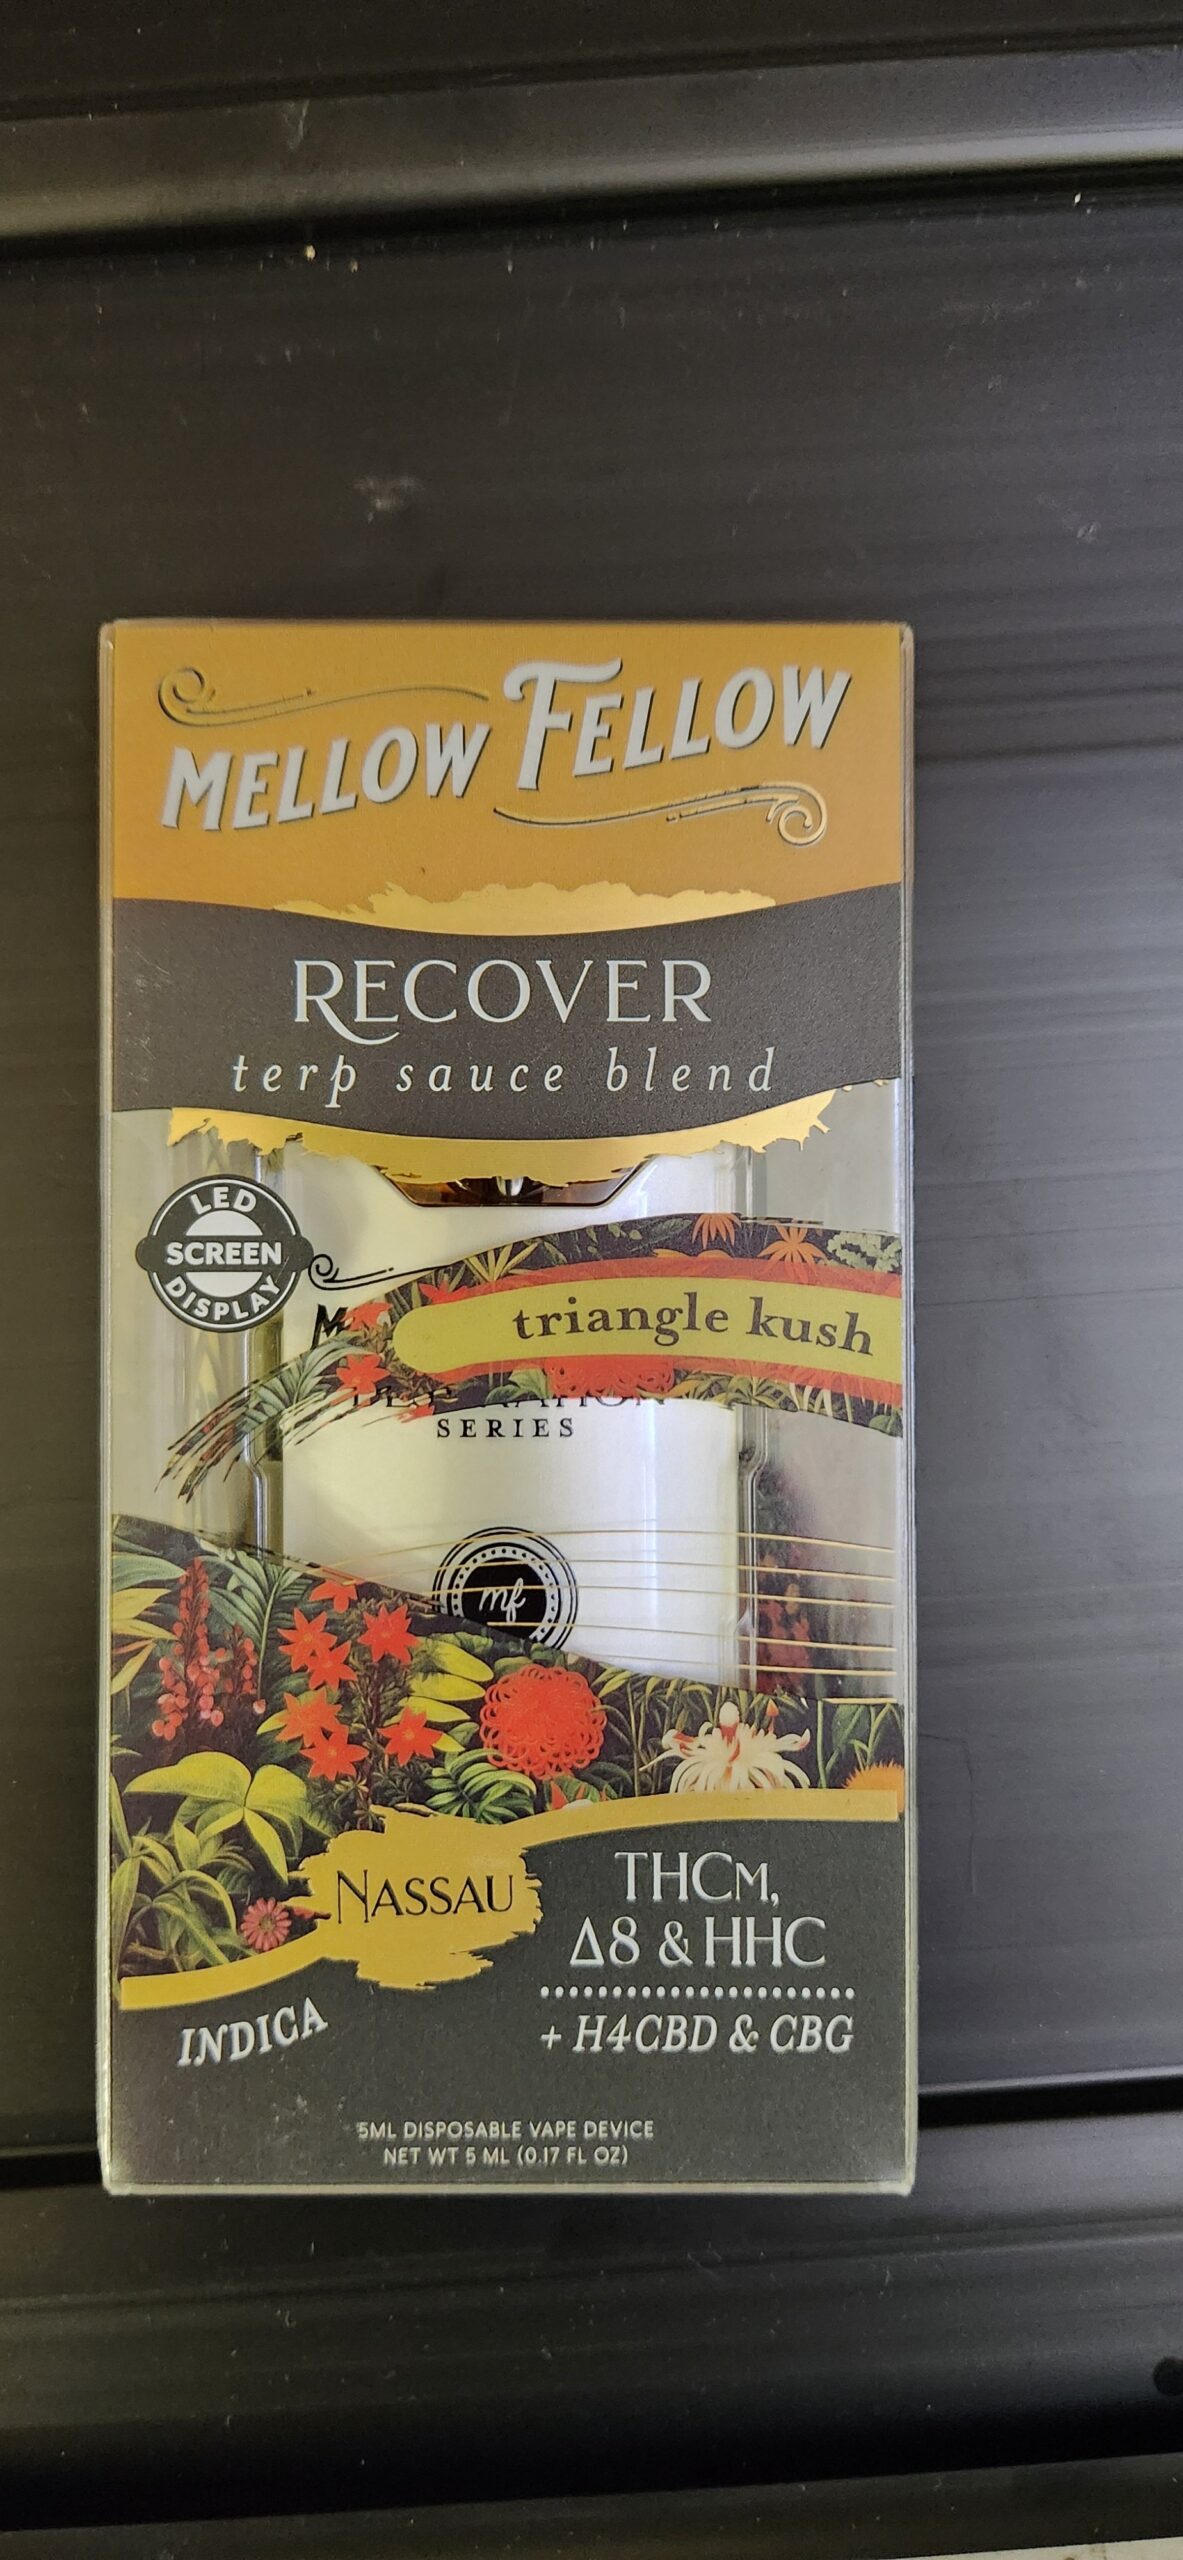 MELLOW FELLOW
RECOVER
terp sauce blend
LED
SCREEN
DISPLAY
triangle kush
SERIES
mf
NASSAU
THCM,
Δ8 & HHC
+ H4CBD & CBG
INDICA
5ML DISPOSABLE VAPE DEVICE
NET WT 5 ML (0.17 FL OZ)